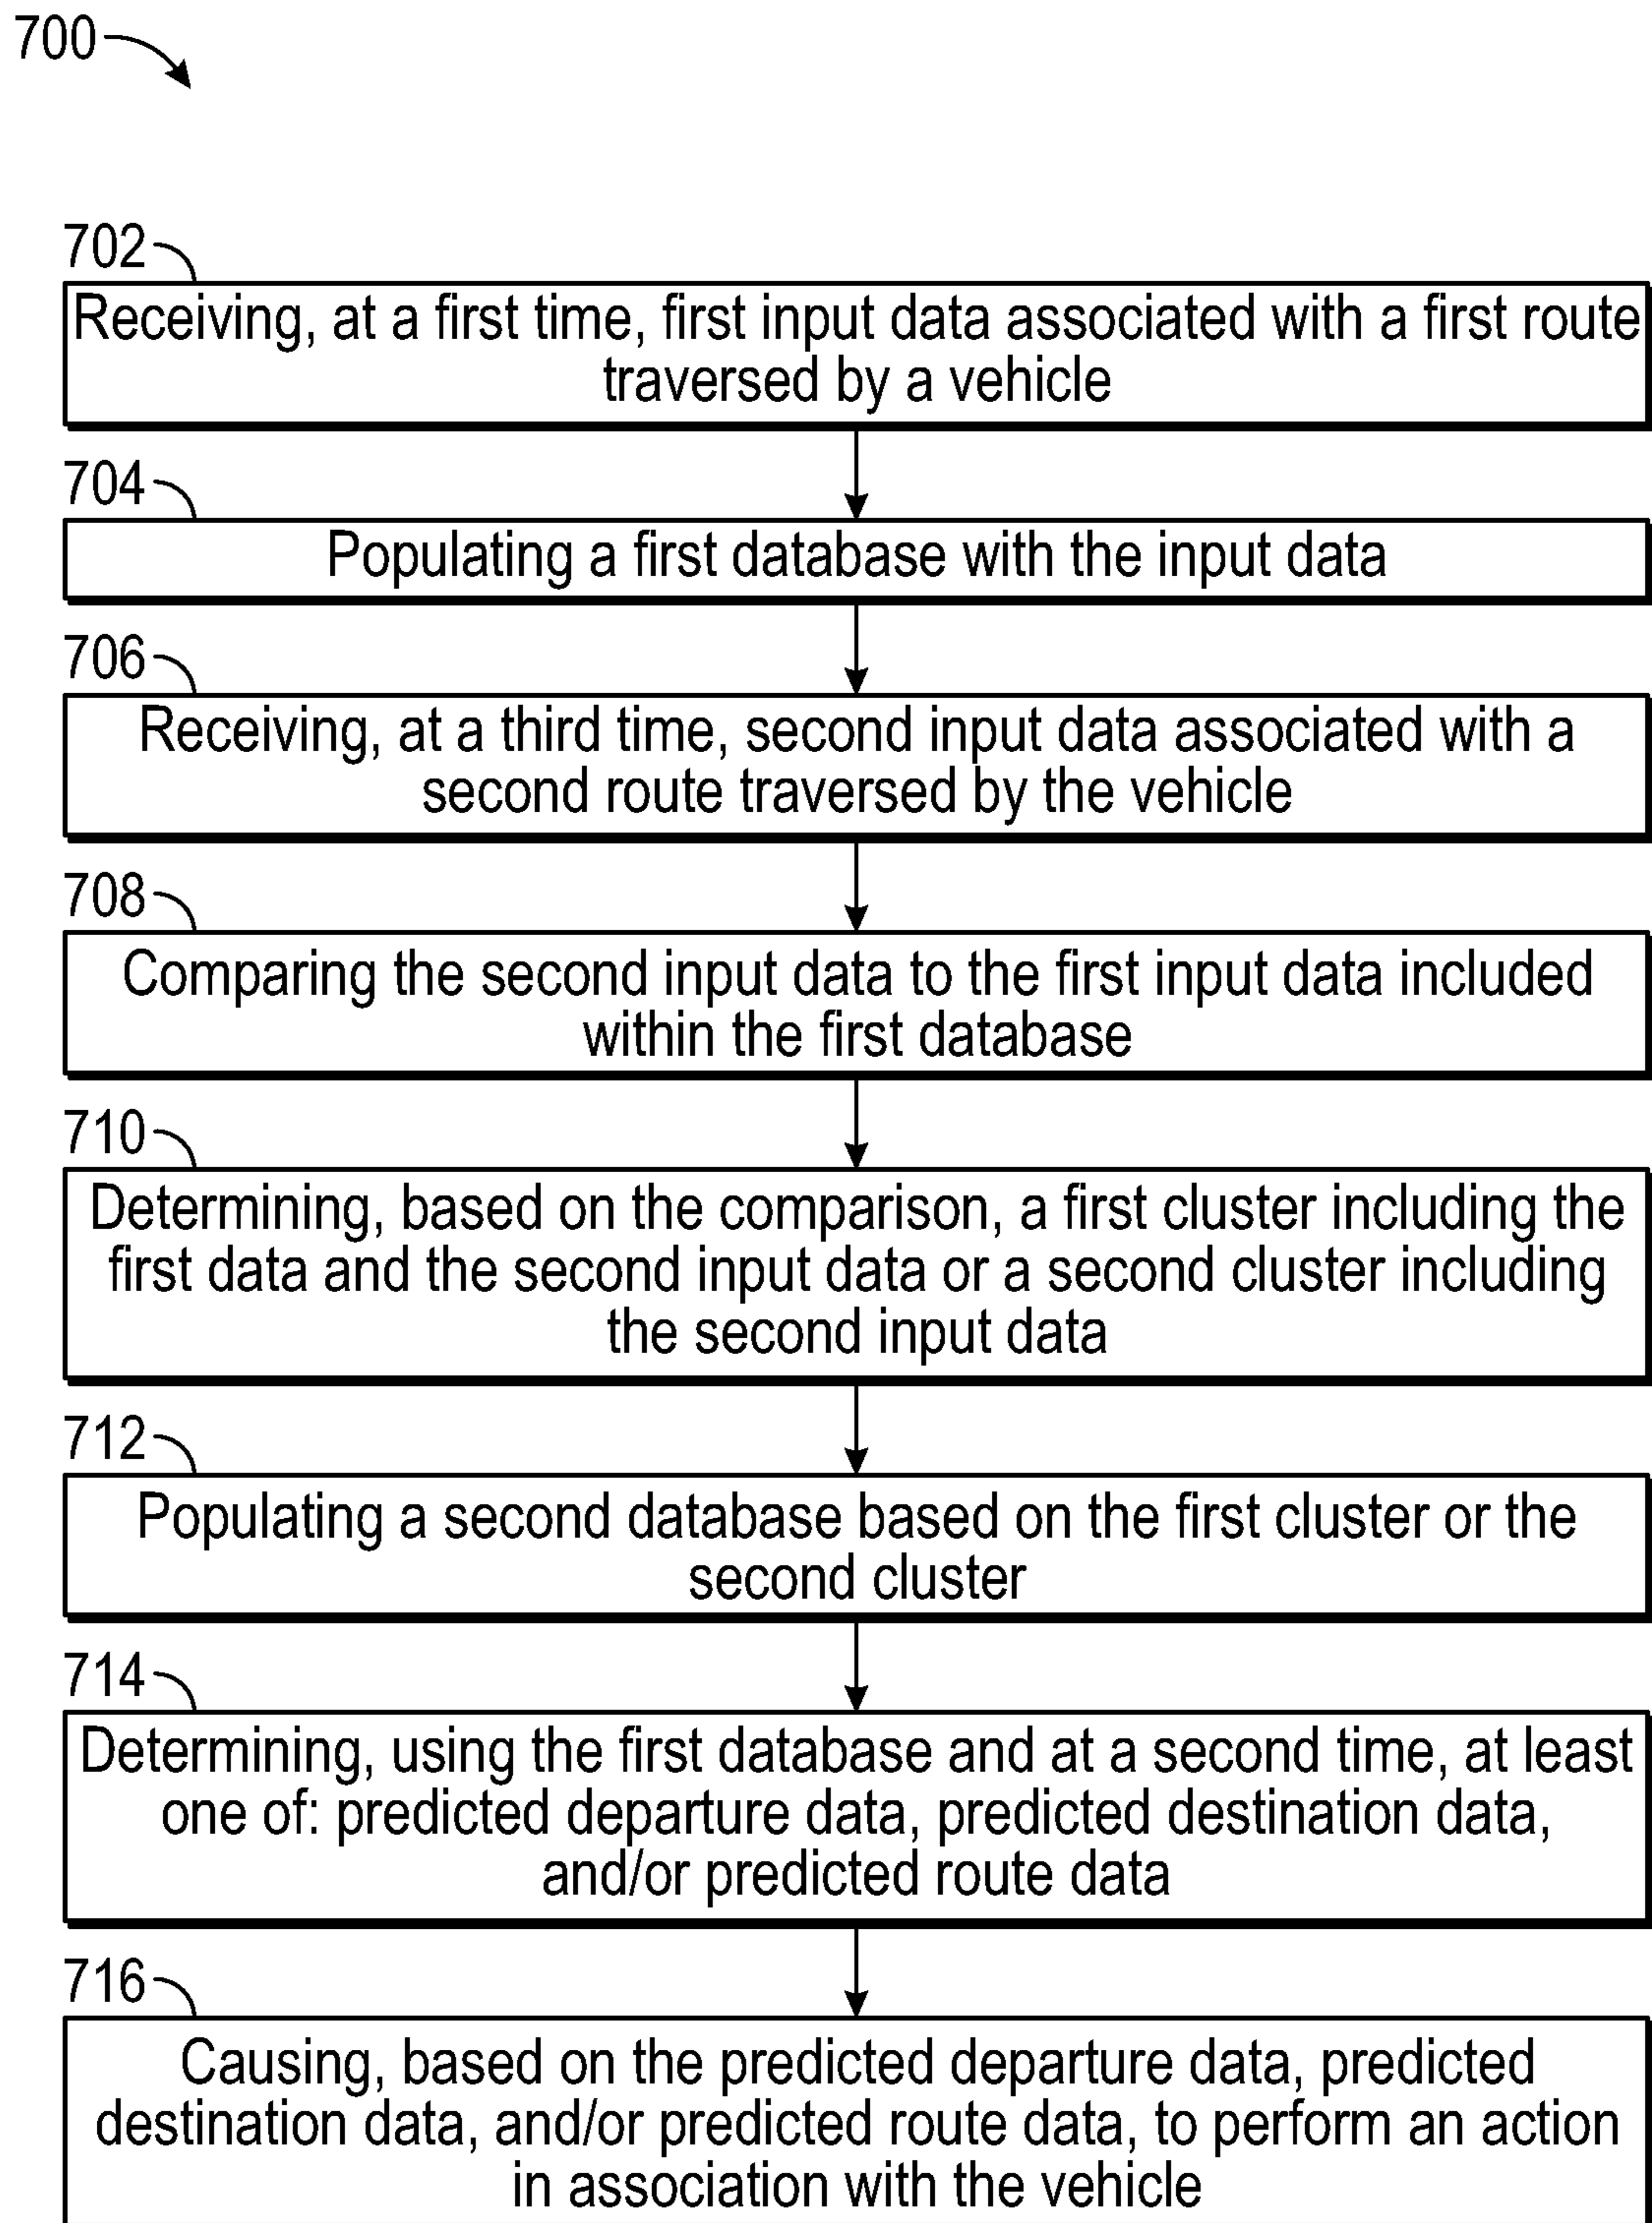 700
702
Receiving, at a first time, first input data associated with a first route
traversed by a vehicle
704
Populating a first database with the input data
706
Receiving, at a third time, second input data associated with a
second route traversed by the vehicle
708
Comparing the second input data to the first input data included
within the first database
710
Determining, based on the comparison, a first cluster including the
first data and the second input data or a second cluster including
the second input data
712
Populating a second database based on the first cluster or the
second cluster
714
Determining, using the first database and at a second time, at least
one of: predicted departure data, predicted destination data,
and/or predicted route data
716
Causing, based on the predicted departure data, predicted
destination data, and/or predicted route data, to perform an action
in association with the vehicle